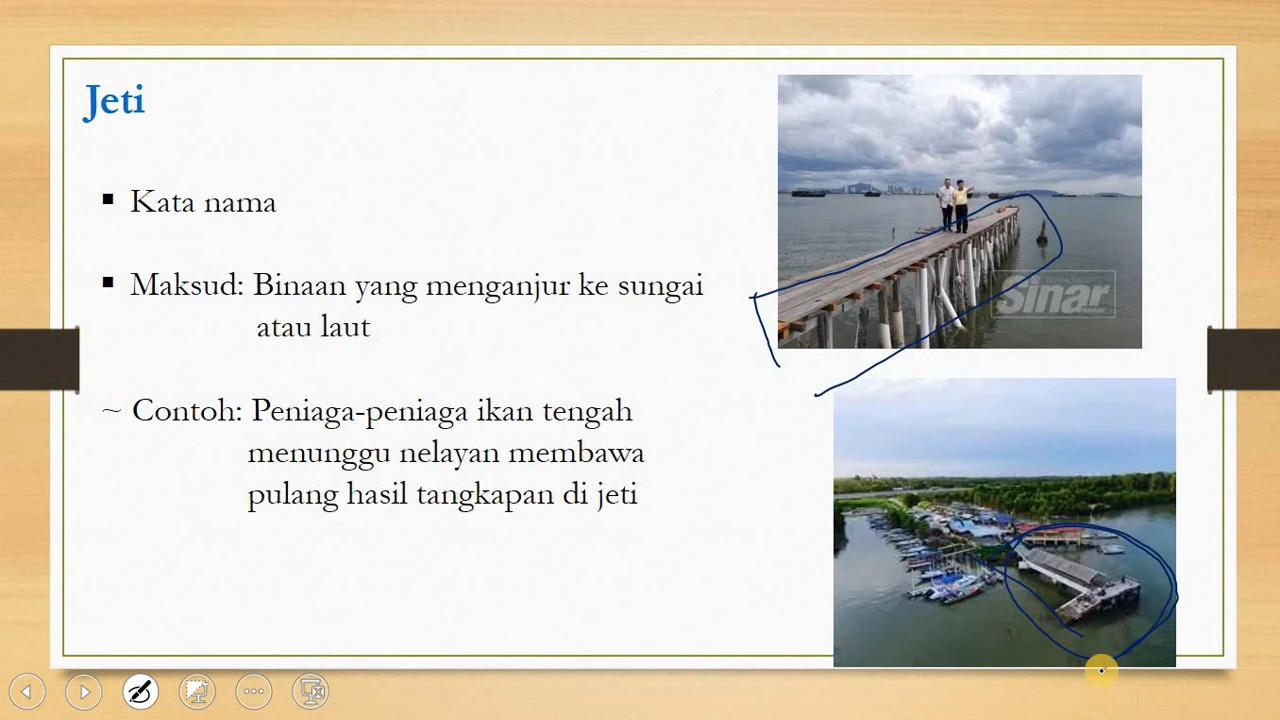 Jeti
Kata nama
Maksud: Binaan yang menganjur ke sungai
atau laut
~ Contoh: Peniaga-peniaga ikan tengah
menunggu nelayan membawa
pulang hasil tangkapan di jeti
Sinar